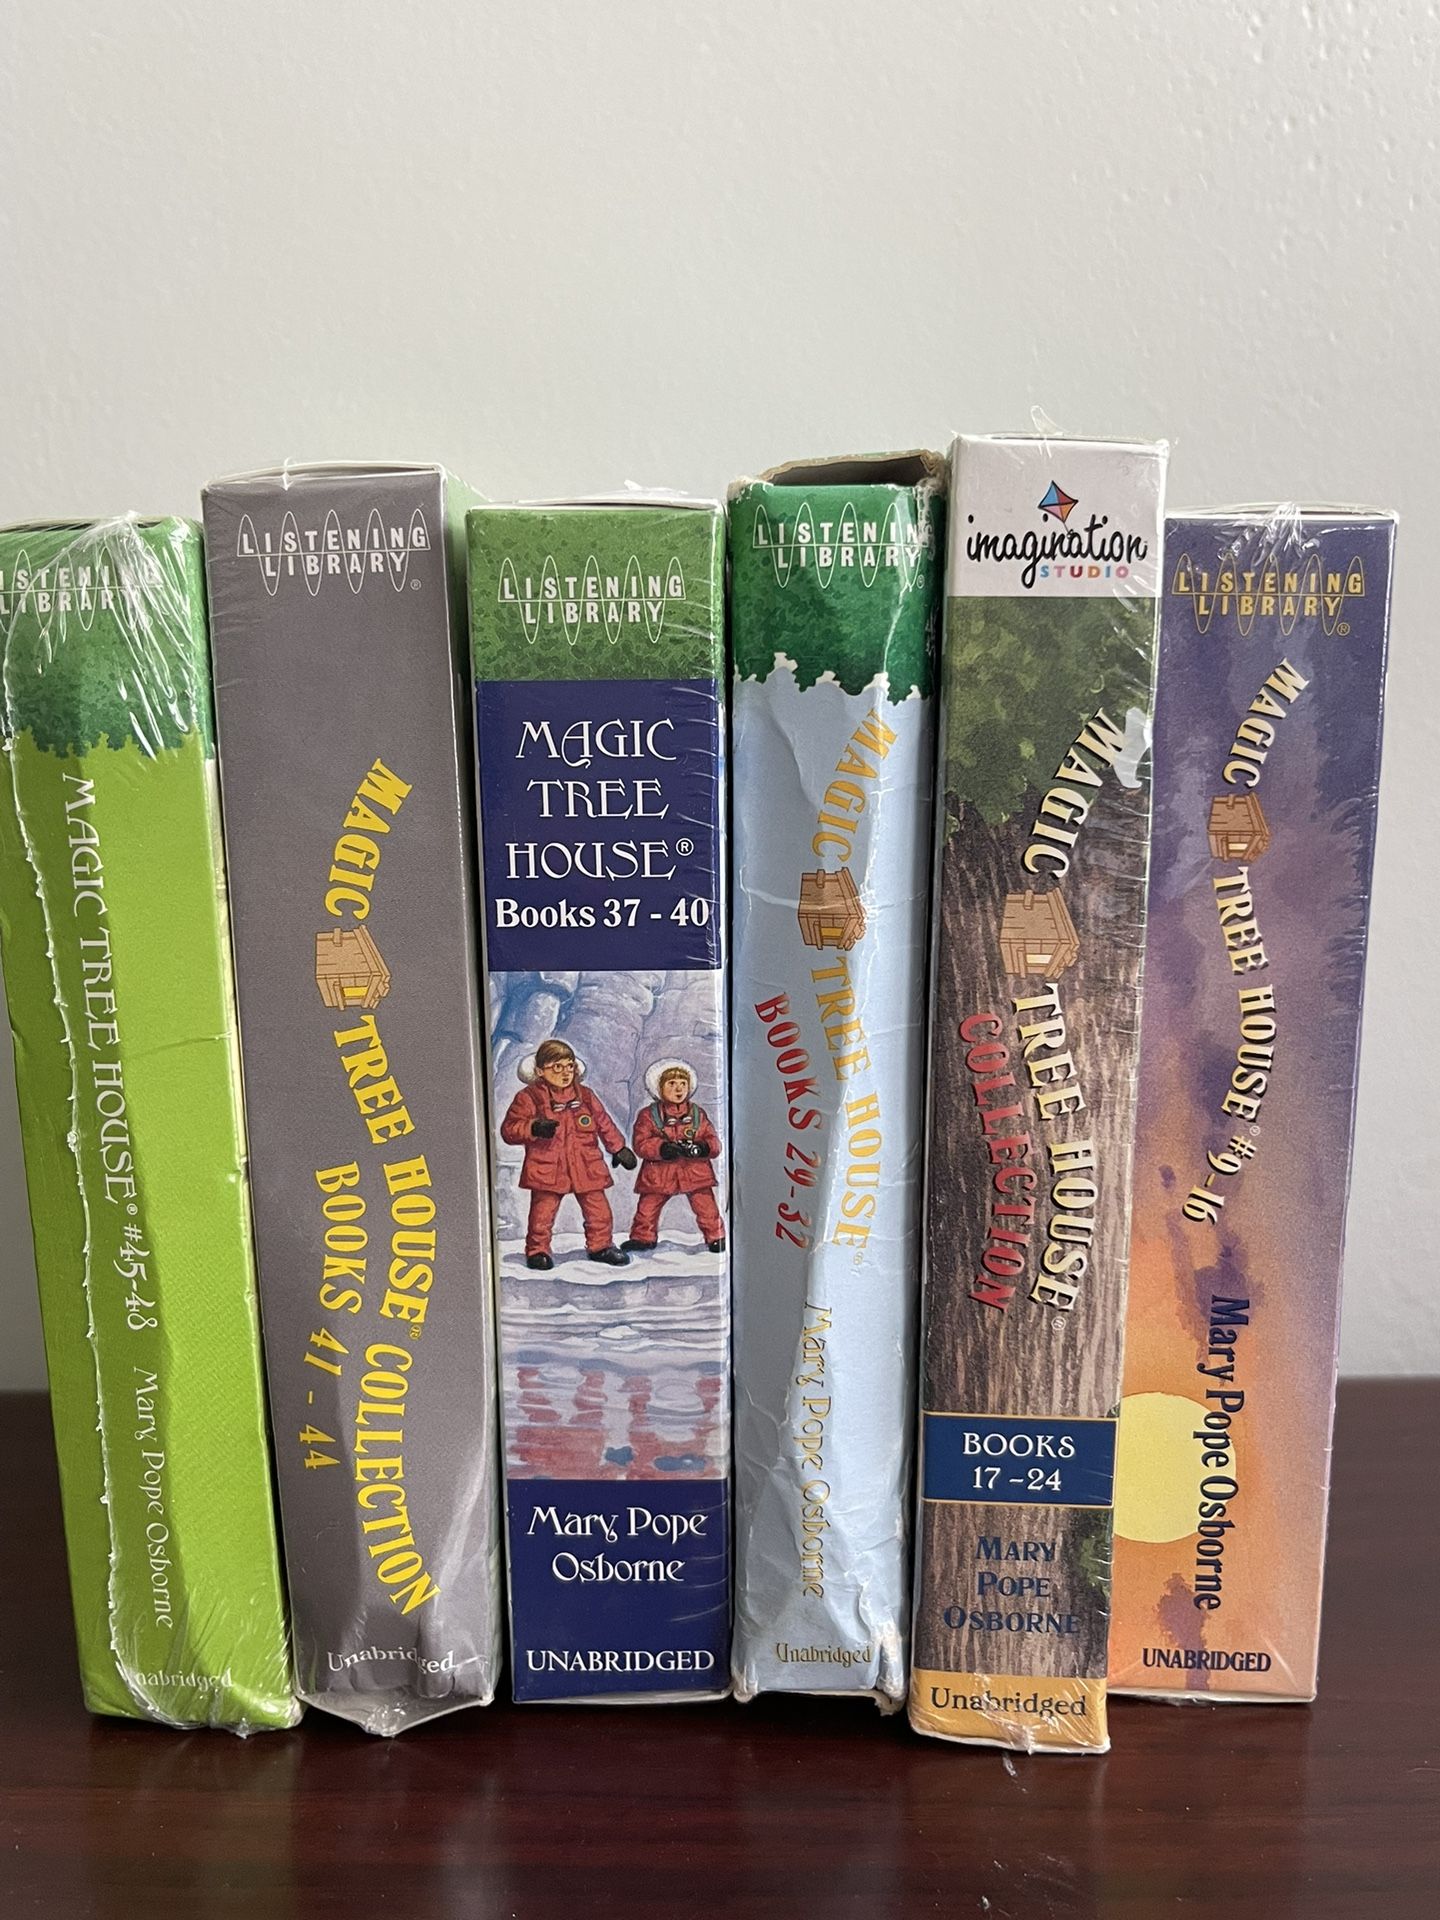 LISTENING
LIBRARY
MAGIC TREE HOUSE® #45-48
Mary Pope Osborne
LISTENING
LIBRARY®
MAGIC TREE HOUSE® COLLECTION
BOOKS 41-44
Unabridged
LISTENING
LIBRARY
MAGIC
TREE
HOUSE®
Books 37 - 40
Mary Pope
Osborne
UNABRIDGED
LISTENING
LIBRARY®
MAGIC TREE HOUSE®
BOOKS 29-32
Mary Pope Osborne
Unabridged
imagination
STUDIO
MAGIC TREE HOUSE®
COLLECTION
BOOKS
17-24
MARY
POPE
OSBORNE
Unabridged
LISTENING
LIBRARY®
MAGIC TREE HOUSE® #9-16
Mary Pope Osborne
UNABRIDGED